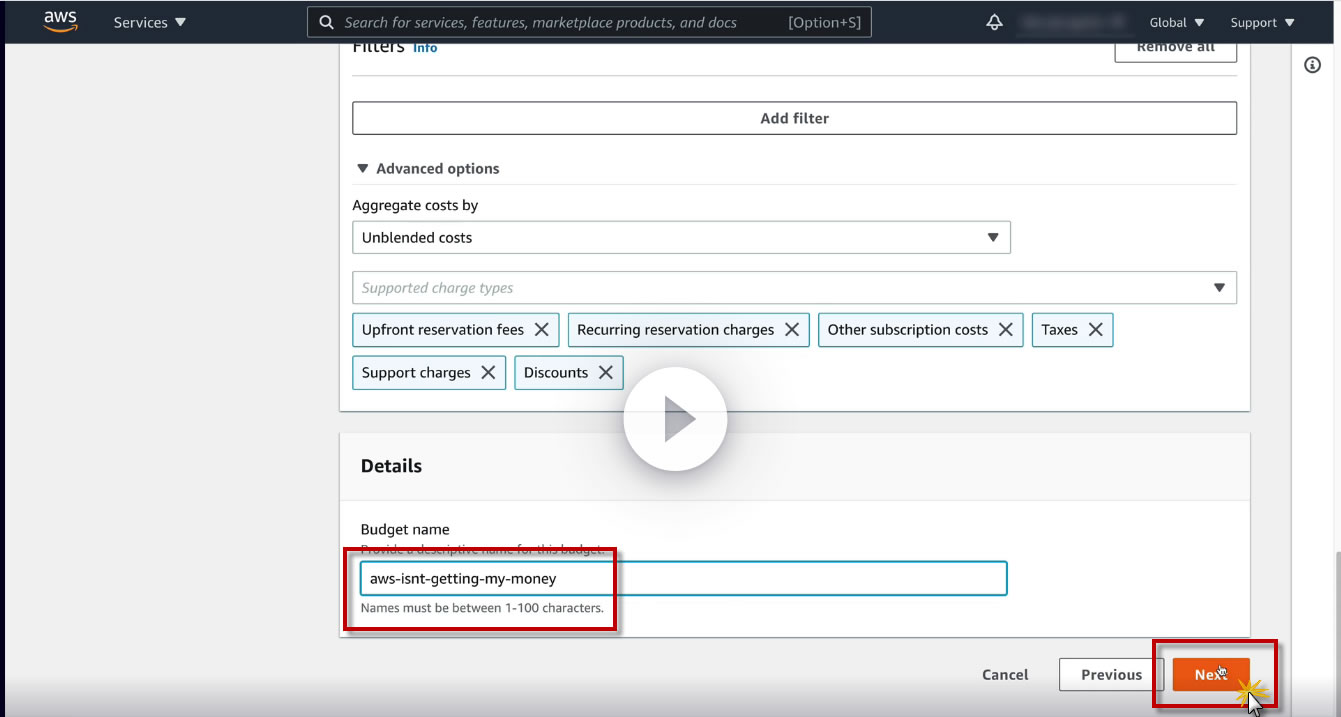 aws Services Search for services, features, marketplace products, and docs [Option+S] Global Support
Filters Info Remove all
Add filter
Advanced options
Aggregate costs by
Unblended costs
Supported charge types
Upfront reservation fees Recurring reservation charges Other subscription costs Taxes
Support charges Discounts
Details
Budget name
Provide a descriptive name for this budget.
aws-isnt-getting-my-money
Names must be between 1-100 characters.
Cancel Previous Next